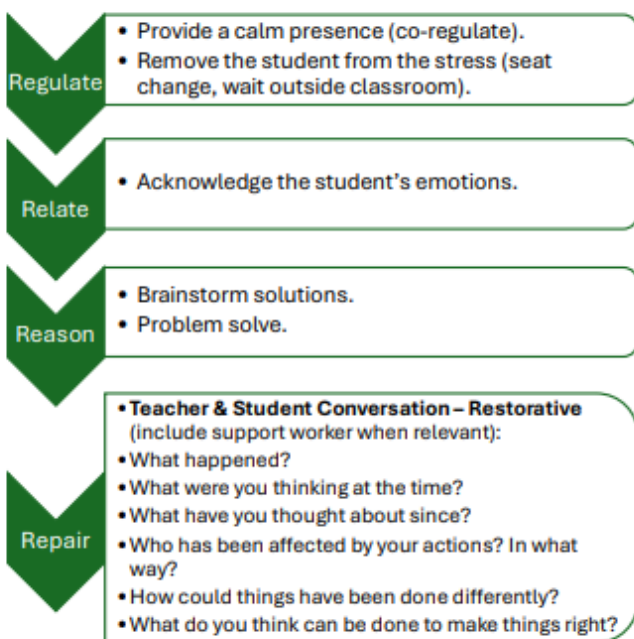 Regulate
• Provide a calm presence (co-regulate).
• Remove the student from the stress (seat
change, wait outside classroom).
Relate
• Acknowledge the student's emotions.
Reason
• Brainstorm solutions.
• Problem solve.
Repair
• Teacher & Student Conversation – Restorative
(include support worker when relevant):
• What happened?
• What were you thinking at the time?
• What have you thought about since?
• Who has been affected by your actions? In what
way?
• How could things have been done differently?
• What do you think can be done to make things right?